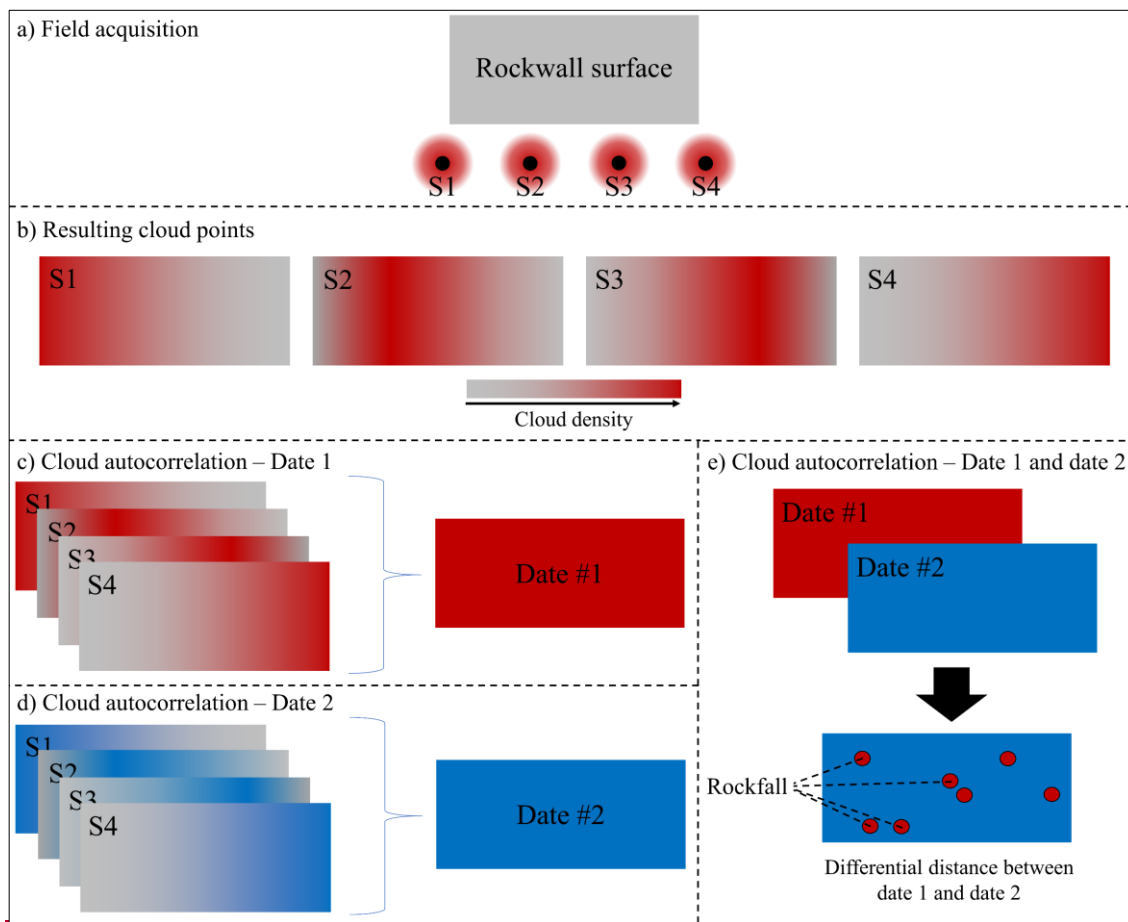 a) Field acquisition
Rockwall surface
S1 S2 S3 S4
b) Resulting cloud points
S1 S2 S3 S4
Cloud density
c) Cloud autocorrelation – Date 1
S1
S2
S3
S4
Date #1
d) Cloud autocorrelation – Date 2
S1
S2
S3
S4
Date #2
e) Cloud autocorrelation – Date 1 and date 2
Date #1
Date #2
Rockfall
Differential distance between
date 1 and date 2